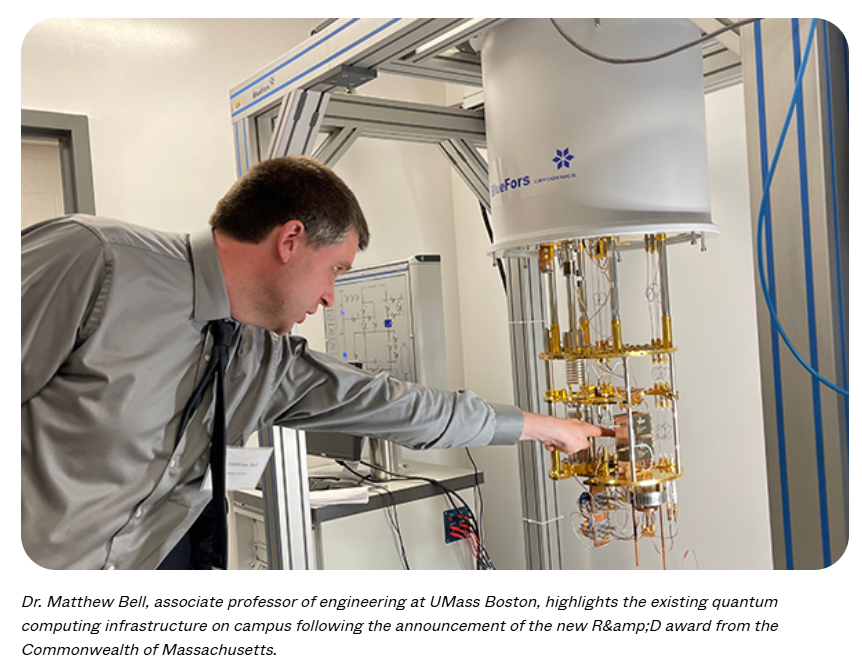 BlueFors
BlueFors CRYOGENICS
Dr. Matthew Bell, associate professor of engineering at UMass Boston, highlights the existing quantum
computing infrastructure on campus following the announcement of the new R&amp;D award from the
Commonwealth of Massachusetts.